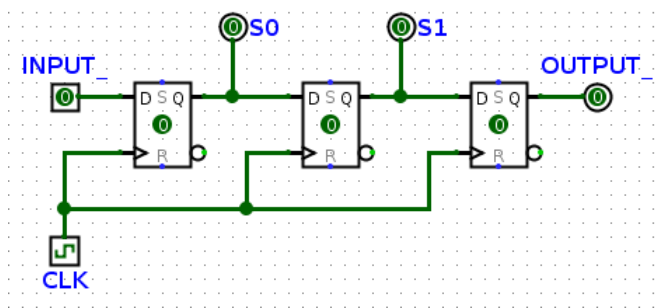 S0 S1
INPUT_ OUTPUT_
0 0 0 0
D S Q D S Q D S Q
0 0 0
R R R
CLK